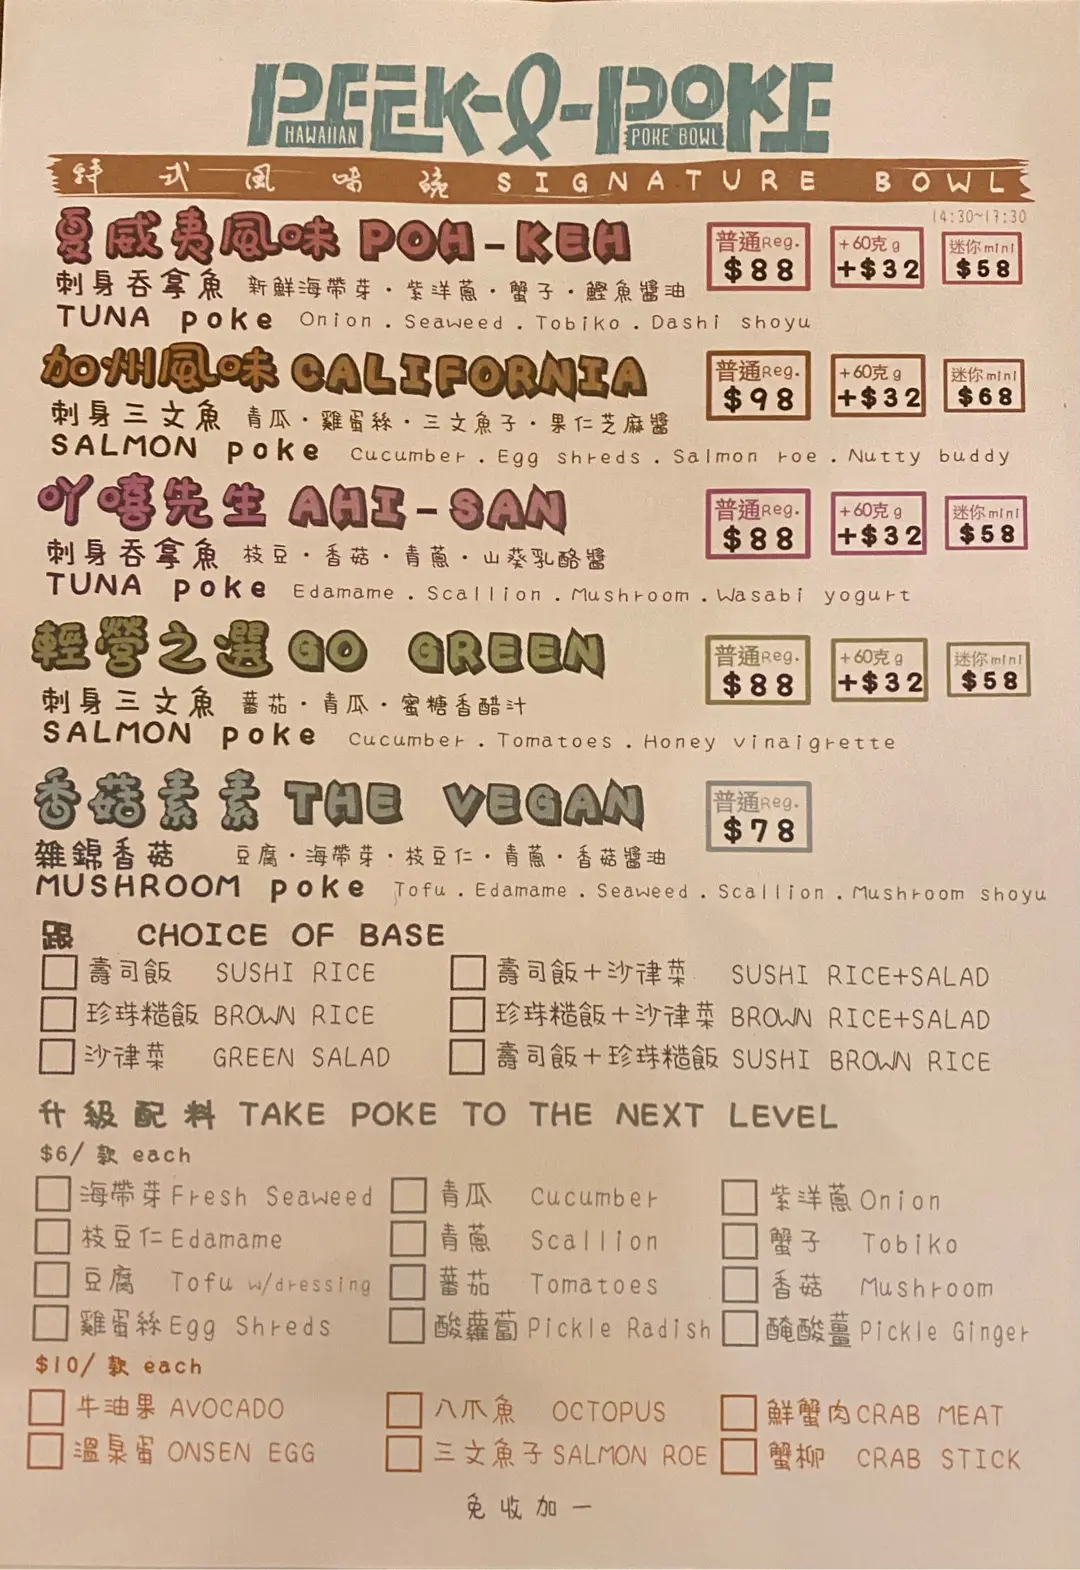 PEEK-A-POKE
HAWAIIAN POKE BOWL
特式風味碗 SIGNATURE BOWL
14:30~17:30
夏威夷風味 POH-KEH 普通Reg. $88 +60克g +$32 迷你mini $58
刺身吞拿魚 新鮮海帶芽·紫洋蔥·蟹子·鰹魚醬油
TUNA poke Onion . Seaweed . Tobiko . Dashi shoyu
加州風味 CALIFORNIA 普通Reg. $98 +60克g +$32 迷你mini $68
刺身三文魚 青瓜·雞蛋絲·三文魚子·果仁芝麻醬
SALMON poke Cucumber . Egg shreds . Salmon roe . Nutty buddy
吖嘻先生 AHI-SAN 普通Reg. $88 +60克g +$32 迷你mini $58
刺身吞拿魚 枝豆·香菇·青蔥·山葵乳酪醬
TUNA poke Edamame . Scallion . Mushroom . Wasabi yogurt
輕營之選 GO GREEN 普通Reg. $88 +60克g +$32 迷你mini $58
刺身三文魚 蕃茄·青瓜·蜜糖香醋汁
SALMON poke Cucumber . Tomatoes . Honey vinaigrette
香菇素素 THE VEGAN 普通Reg. $78
雜錦香菇 豆腐·海帶芽·枝豆仁·青蔥·香菇醬油
MUSHROOM poke Tofu . Edamame . Seaweed . Scallion . Mushroom shoyu
跟 CHOICE OF BASE
壽司飯 SUSHI RICE 壽司飯+沙律菜 SUSHI RICE+SALAD
珍珠糙飯 BROWN RICE 珍珠糙飯+沙律菜 BROWN RICE+SALAD
沙律菜 GREEN SALAD 壽司飯+珍珠糙飯 SUSHI BROWN RICE
升級配料 TAKE POKE TO THE NEXT LEVEL
$6/ 款 each
海帶芽 Fresh Seaweed 青瓜 Cucumber 紫洋蔥 Onion
枝豆仁 Edamame 青蔥 Scallion 蟹子 Tobiko
豆腐 Tofu w/dressing 蕃茄 Tomatoes 香菇 Mushroom
雞蛋絲 Egg Shreds 酸蘿蔔 Pickle Radish 醃酸薑 Pickle Ginger
$10/ 款 each
牛油果 AVOCADO 八爪魚 OCTOPUS 鮮蟹肉 CRAB MEAT
溫泉蛋 ONSEN EGG 三文魚子 SALMON ROE 蟹柳 CRAB STICK
免收加一